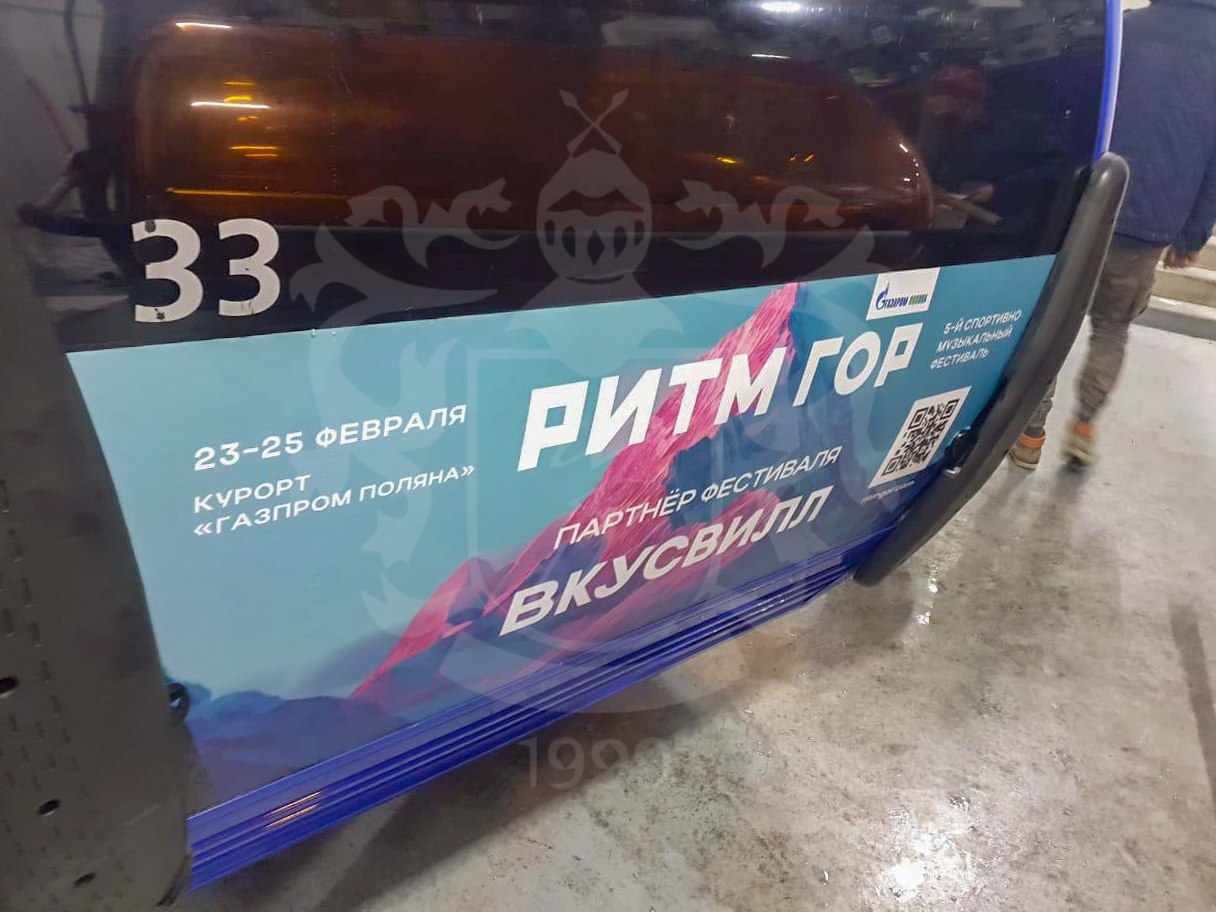 33
ГАЗПРОМ ПОЛЯНА
5-Й СПОРТИВНО-
МУЗЫКАЛЬНЫЙ
ФЕСТИВАЛЬ
РИТМ ГОР
23-25 ФЕВРАЛЯ
КУРОРТ
«ГАЗПРОМ ПОЛЯНА»
ПАРТНЁР ФЕСТИВАЛЯ
ВКУСВИЛЛ